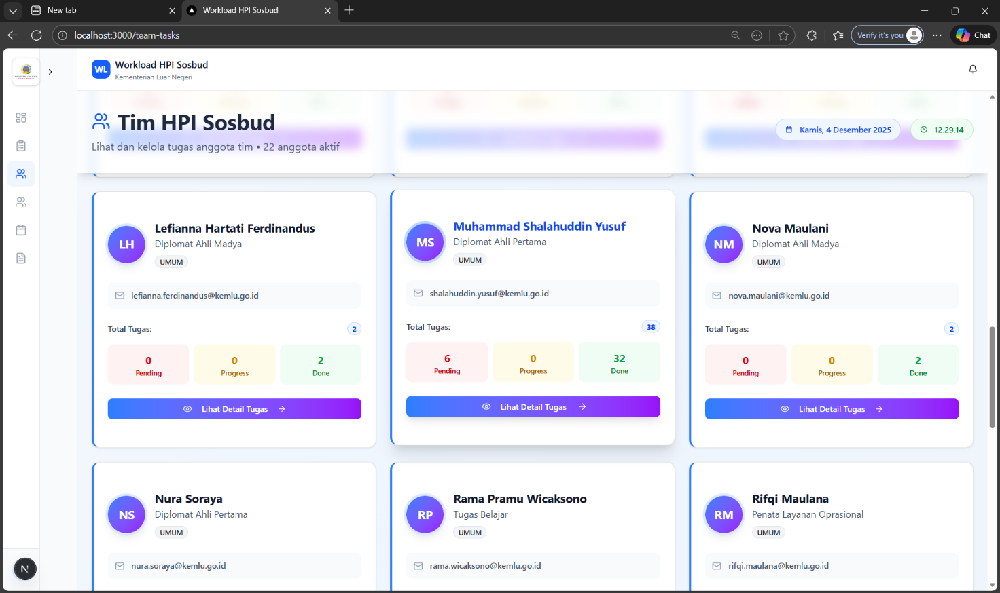 New tab
Workload HPI Sosbud
localhost:3000/team-tasks
Verify it's you
Chat
WL
Workload HPI Sosbud
Kementerian Luar Negeri
Tim HPI Sosbud
Lihat dan kelola tugas anggota tim • 22 anggota aktif
Kamis, 4 Desember 2025
12.29.14
LH
Lefianna Hartati Ferdinandus
Diplomat Ahli Madya
UMUM
lefianna.ferdinandus@kemlu.go.id
Total Tugas:
2
0
Pending
0
Progress
2
Done
Lihat Detail Tugas
MS
Muhammad Shalahuddin Yusuf
Diplomat Ahli Pertama
UMUM
shalahuddin.yusuf@kemlu.go.id
Total Tugas:
38
6
Pending
0
Progress
32
Done
Lihat Detail Tugas
NM
Nova Maulani
Diplomat Ahli Madya
UMUM
nova.maulani@kemlu.go.id
Total Tugas:
2
0
Pending
0
Progress
2
Done
Lihat Detail Tugas
NS
Nura Soraya
Diplomat Ahli Pertama
UMUM
nura.soraya@kemlu.go.id
RP
Rama Pramu Wicaksono
Tugas Belajar
UMUM
rama.wicaksono@kemlu.go.id
RM
Rifqi Maulana
Penata Layanan Oprasional
UMUM
rifqi.maulana@kemlu.go.id
N